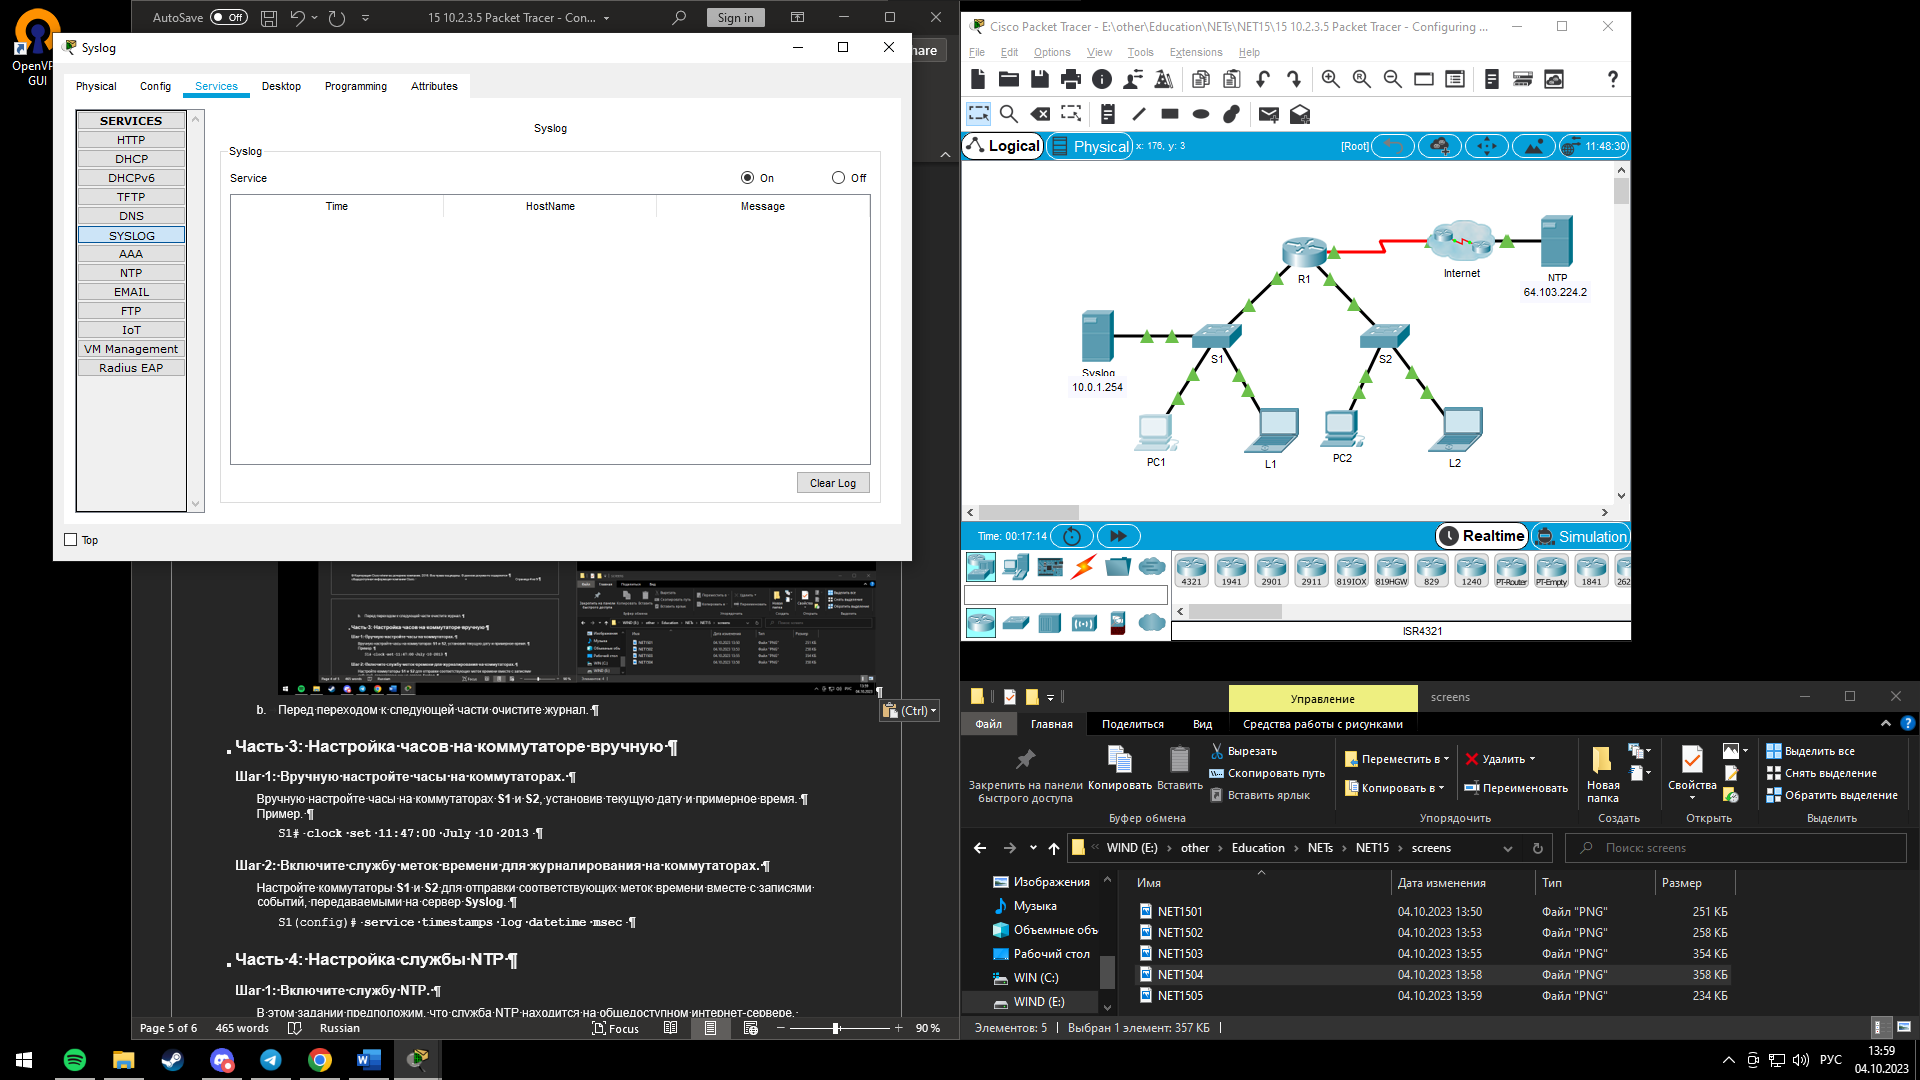 AutoSave Off
15 10.2.3.5 Packet Tracer - Con...
Sign in
OpenVP
GUI
Syslog
Physical Config Services Desktop Programming Attributes
SERVICES
HTTP
DHCP
DHCPv6
TFTP
DNS
SYSLOG
AAA
NTP
EMAIL
FTP
IoT
VM Management
Radius EAP
Syslog
Syslog
Service On Off
Time HostName Message
Clear Log
Top
b. Перед·переходом·к·следующей·части·очистите·журнал.·¶
(Ctrl)
Часть·3:·Настройка·часов·на·коммутаторе·вручную·¶
Шаг·1:·Вручную·настройте·часы·на·коммутаторах.·¶
Вручную·настройте·часы·на·коммутаторах·S1·и·S2,·установив·текущую·дату·и·примерное·время.·¶
Пример.·¶
S1#·clock·set·11:47:00·July·10·2013·¶
Шаг·2:·Включите·службу·меток·времени·для·журналирования·на·коммутаторах.·¶
Настройте·коммутаторы·S1·и·S2·для·отправки·соответствующих·меток·времени·вместе·с·записями·
событий,·передаваемыми·на·сервер·Syslog.·¶
S1(config)#·service·timestamps·log·datetime·msec·¶
Часть·4:·Настройка·службы·NTP·¶
Шаг·1:·Включите·службу·NTP.·¶
В·этом·задании·предположим,·что·служба·NTP·находится·на·общедоступном·интернет-сервере.·
Page 5 of 6 465 words Russian Focus 90 %
Cisco Packet Tracer - E:\other\Education\NETs\NET15\15 10.2.3.5 Packet Tracer - Configuring ...
File Edit Options View Tools Extensions Help
Logical Physical x: 176, y: 3 [Root] 11:48:30
R1
Internet
NTP
64.103.224.2
Syslog
10.0.1.254
S1
S2
PC1
L1
PC2
L2
Time: 00:17:14 Realtime Simulation
4321 1941 2901 2911 819IOX 819HGW 829 1240 PT-Router PT-Empty 1841 262
ISR4321
Управление screens
Файл Главная Поделиться Вид Средства работы с рисунками
Закрепить на панели
быстрого доступа
Копировать
Вставить
Вырезать
Скопировать путь
Вставить ярлык
Буфер обмена
Переместить в
Копировать в
Удалить
Переименовать
Упорядочить
Новая
папка
Создать
Свойства
Открыть
Выделить все
Снять выделение
Обратить выделение
Выделить
WIND (E:) other Education NETs NET15 screens
Поиск: screens
Изображения
Музыка
Объемные объ
Рабочий стол
WIN (C:)
WIND (E:)
Имя Дата изменения Тип Размер
NET1501 04.10.2023 13:50 Файл "PNG" 251 КБ
NET1502 04.10.2023 13:53 Файл "PNG" 258 КБ
NET1503 04.10.2023 13:55 Файл "PNG" 354 КБ
NET1504 04.10.2023 13:58 Файл "PNG" 358 КБ
NET1505 04.10.2023 13:59 Файл "PNG" 234 КБ
Элементов: 5 Выбран 1 элемент: 357 КБ
РУС
13:59
04.10.2023